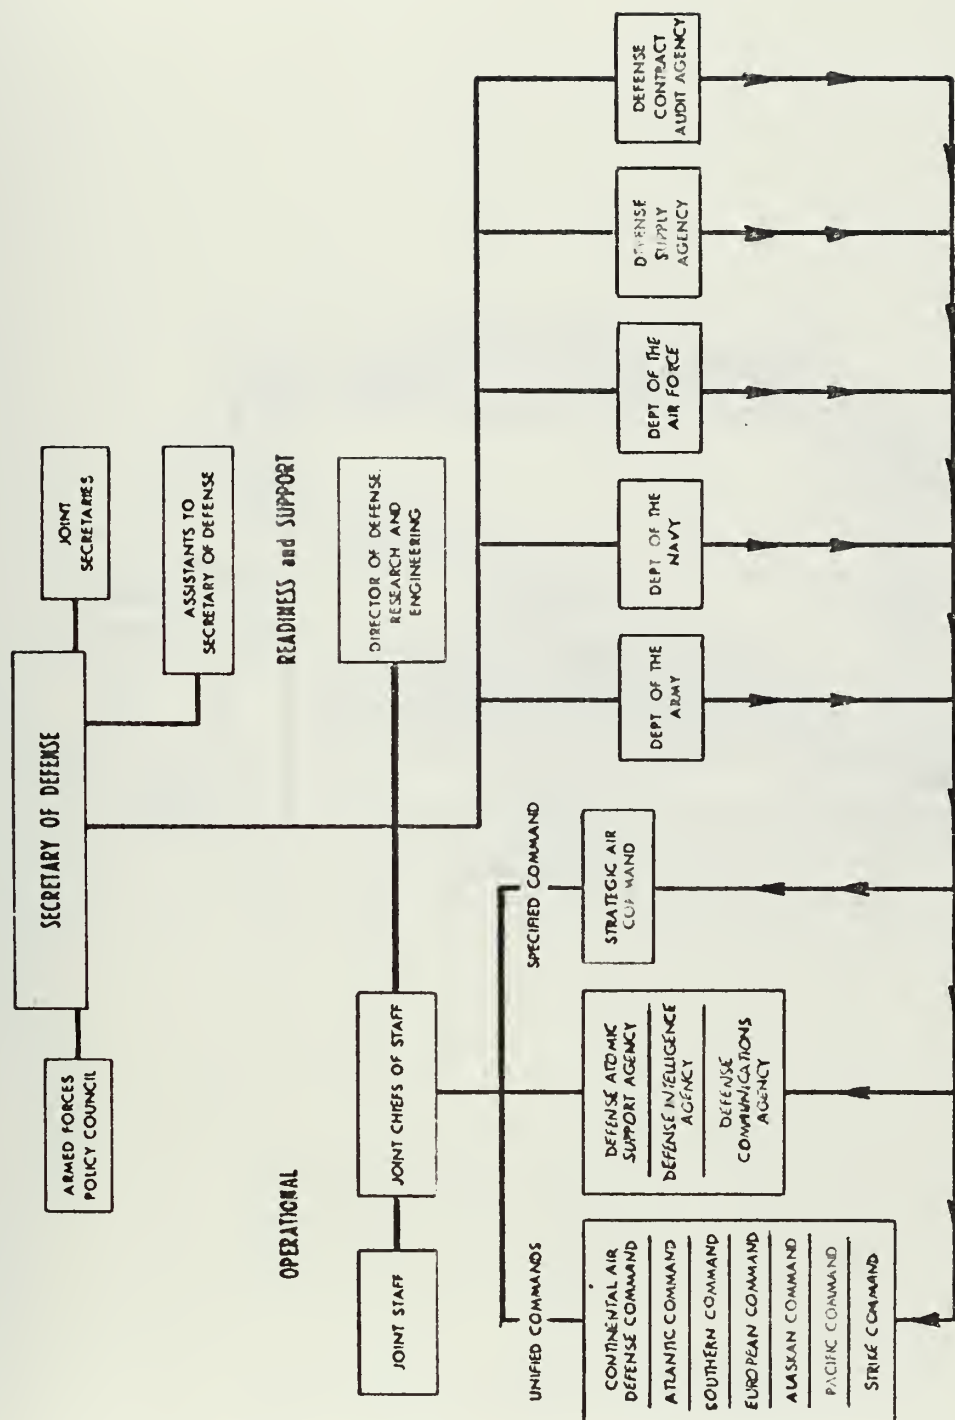 SECRETARY OF DEFENSE
ARMED FORCES
POLICY COUNCIL
JOINT
SECRETARIES
ASSISTANTS TO
SECRETARY OF DEFENSE
OPERATIONAL
READINESS and SUPPORT
JOINT STAFF
JOINT CHIEFS OF STAFF
DIRECTOR OF DEFENSE.
RESEARCH AND
ENGINEERING
UNIFIED COMMANDS
SPECIFIED COMMAND
CONTINENTAL AIR
DEFENSE COMMAND
ATLANTIC COMMAND
SOUTHERN COMMAND
EUROPEAN COMMAND
ALASKAN COMMAND
PACIFIC COMMAND
STRIKE COMMAND
DEFENSE ATOMIC
SUPPORT AGENCY
DEFENSE INTELLIGENCE
AGENCY
DEFENSE
COMMUNICATIONS
AGENCY
STRATEGIC AIR
COMMAND
DEPT OF THE
ARMY
DEPT OF THE
NAVY
DEPT OF THE
AIR FORCE
DEFENSE
SUPPLY
AGENCY
DEFENSE
CONTRACT
AUDIT AGENCY